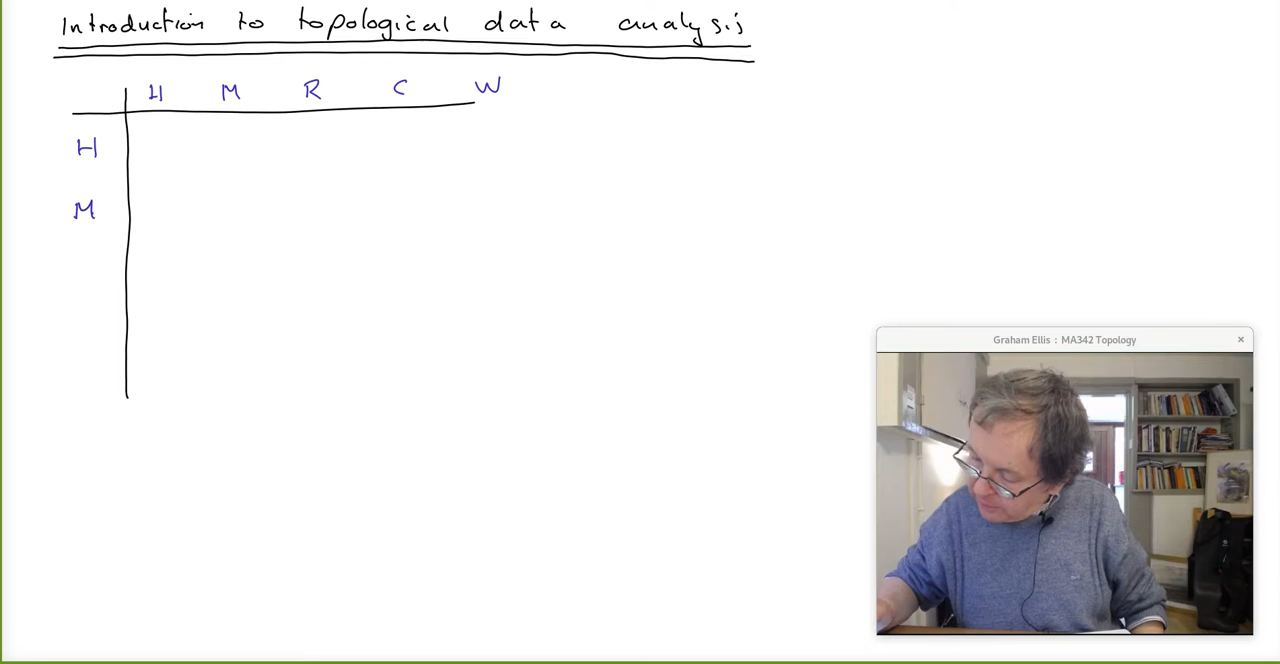 Introduction to topological data analysis
H M R C W
H
M
Graham Ellis : MA342 Topology ×